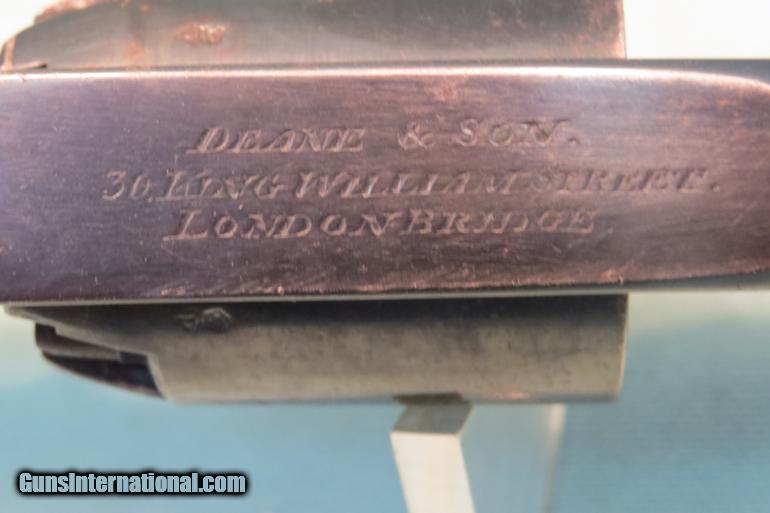 DEANE & SON.
30, KING WILLIAM STREET.
LONDON BRIDGE
GunsInternational.com